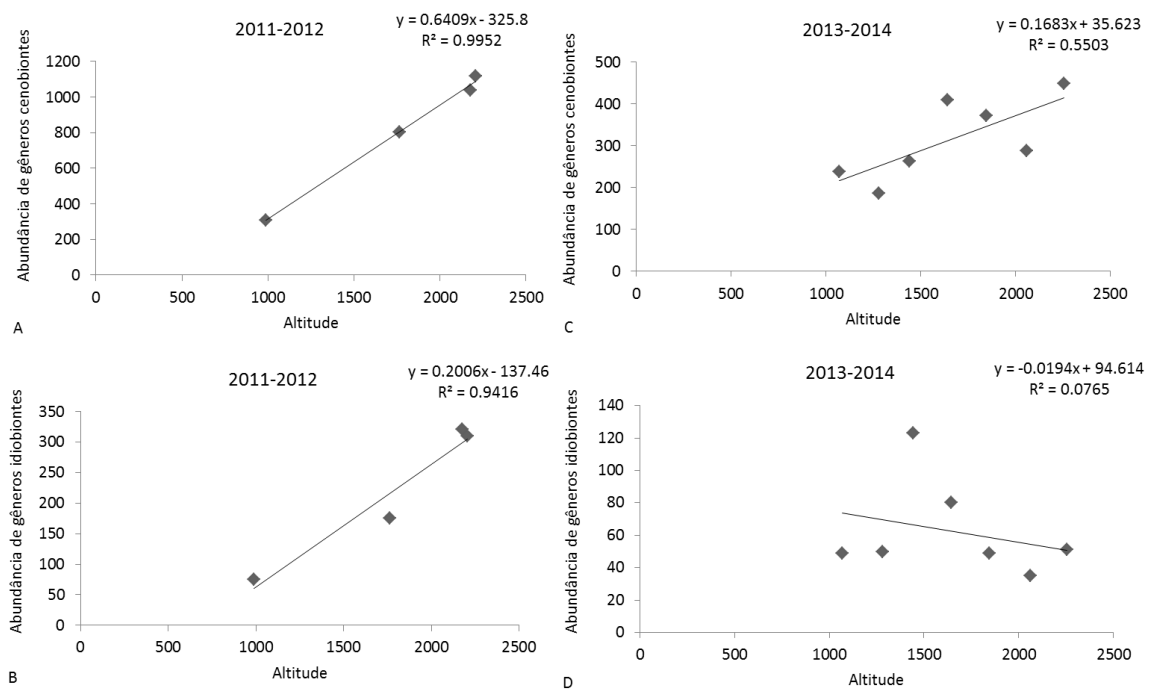 2011-2012
y = 0.6409x - 325.8
R² = 0.9952
Abundância de gêneros cenobiontes
1200
1000
800
600
400
200
0
0 500 1000 1500 2000 2500
Altitude
A
2013-2014
y = 0.1683x + 35.623
R² = 0.5503
Abundância de gêneros cenobiontes
500
400
300
200
100
0
0 500 1000 1500 2000 2500
Altitude
C
2011-2012
y = 0.2006x - 137.46
R² = 0.9416
Abundância de gêneros idiobiontes
350
300
250
200
150
100
50
0
0 500 1000 1500 2000 2500
Altitude
B
2013-2014
y = -0.0194x + 94.614
R² = 0.0765
Abundância de gêneros idiobiontes
140
120
100
80
60
40
20
0
0 500 1000 1500 2000 2500
Altitude
D